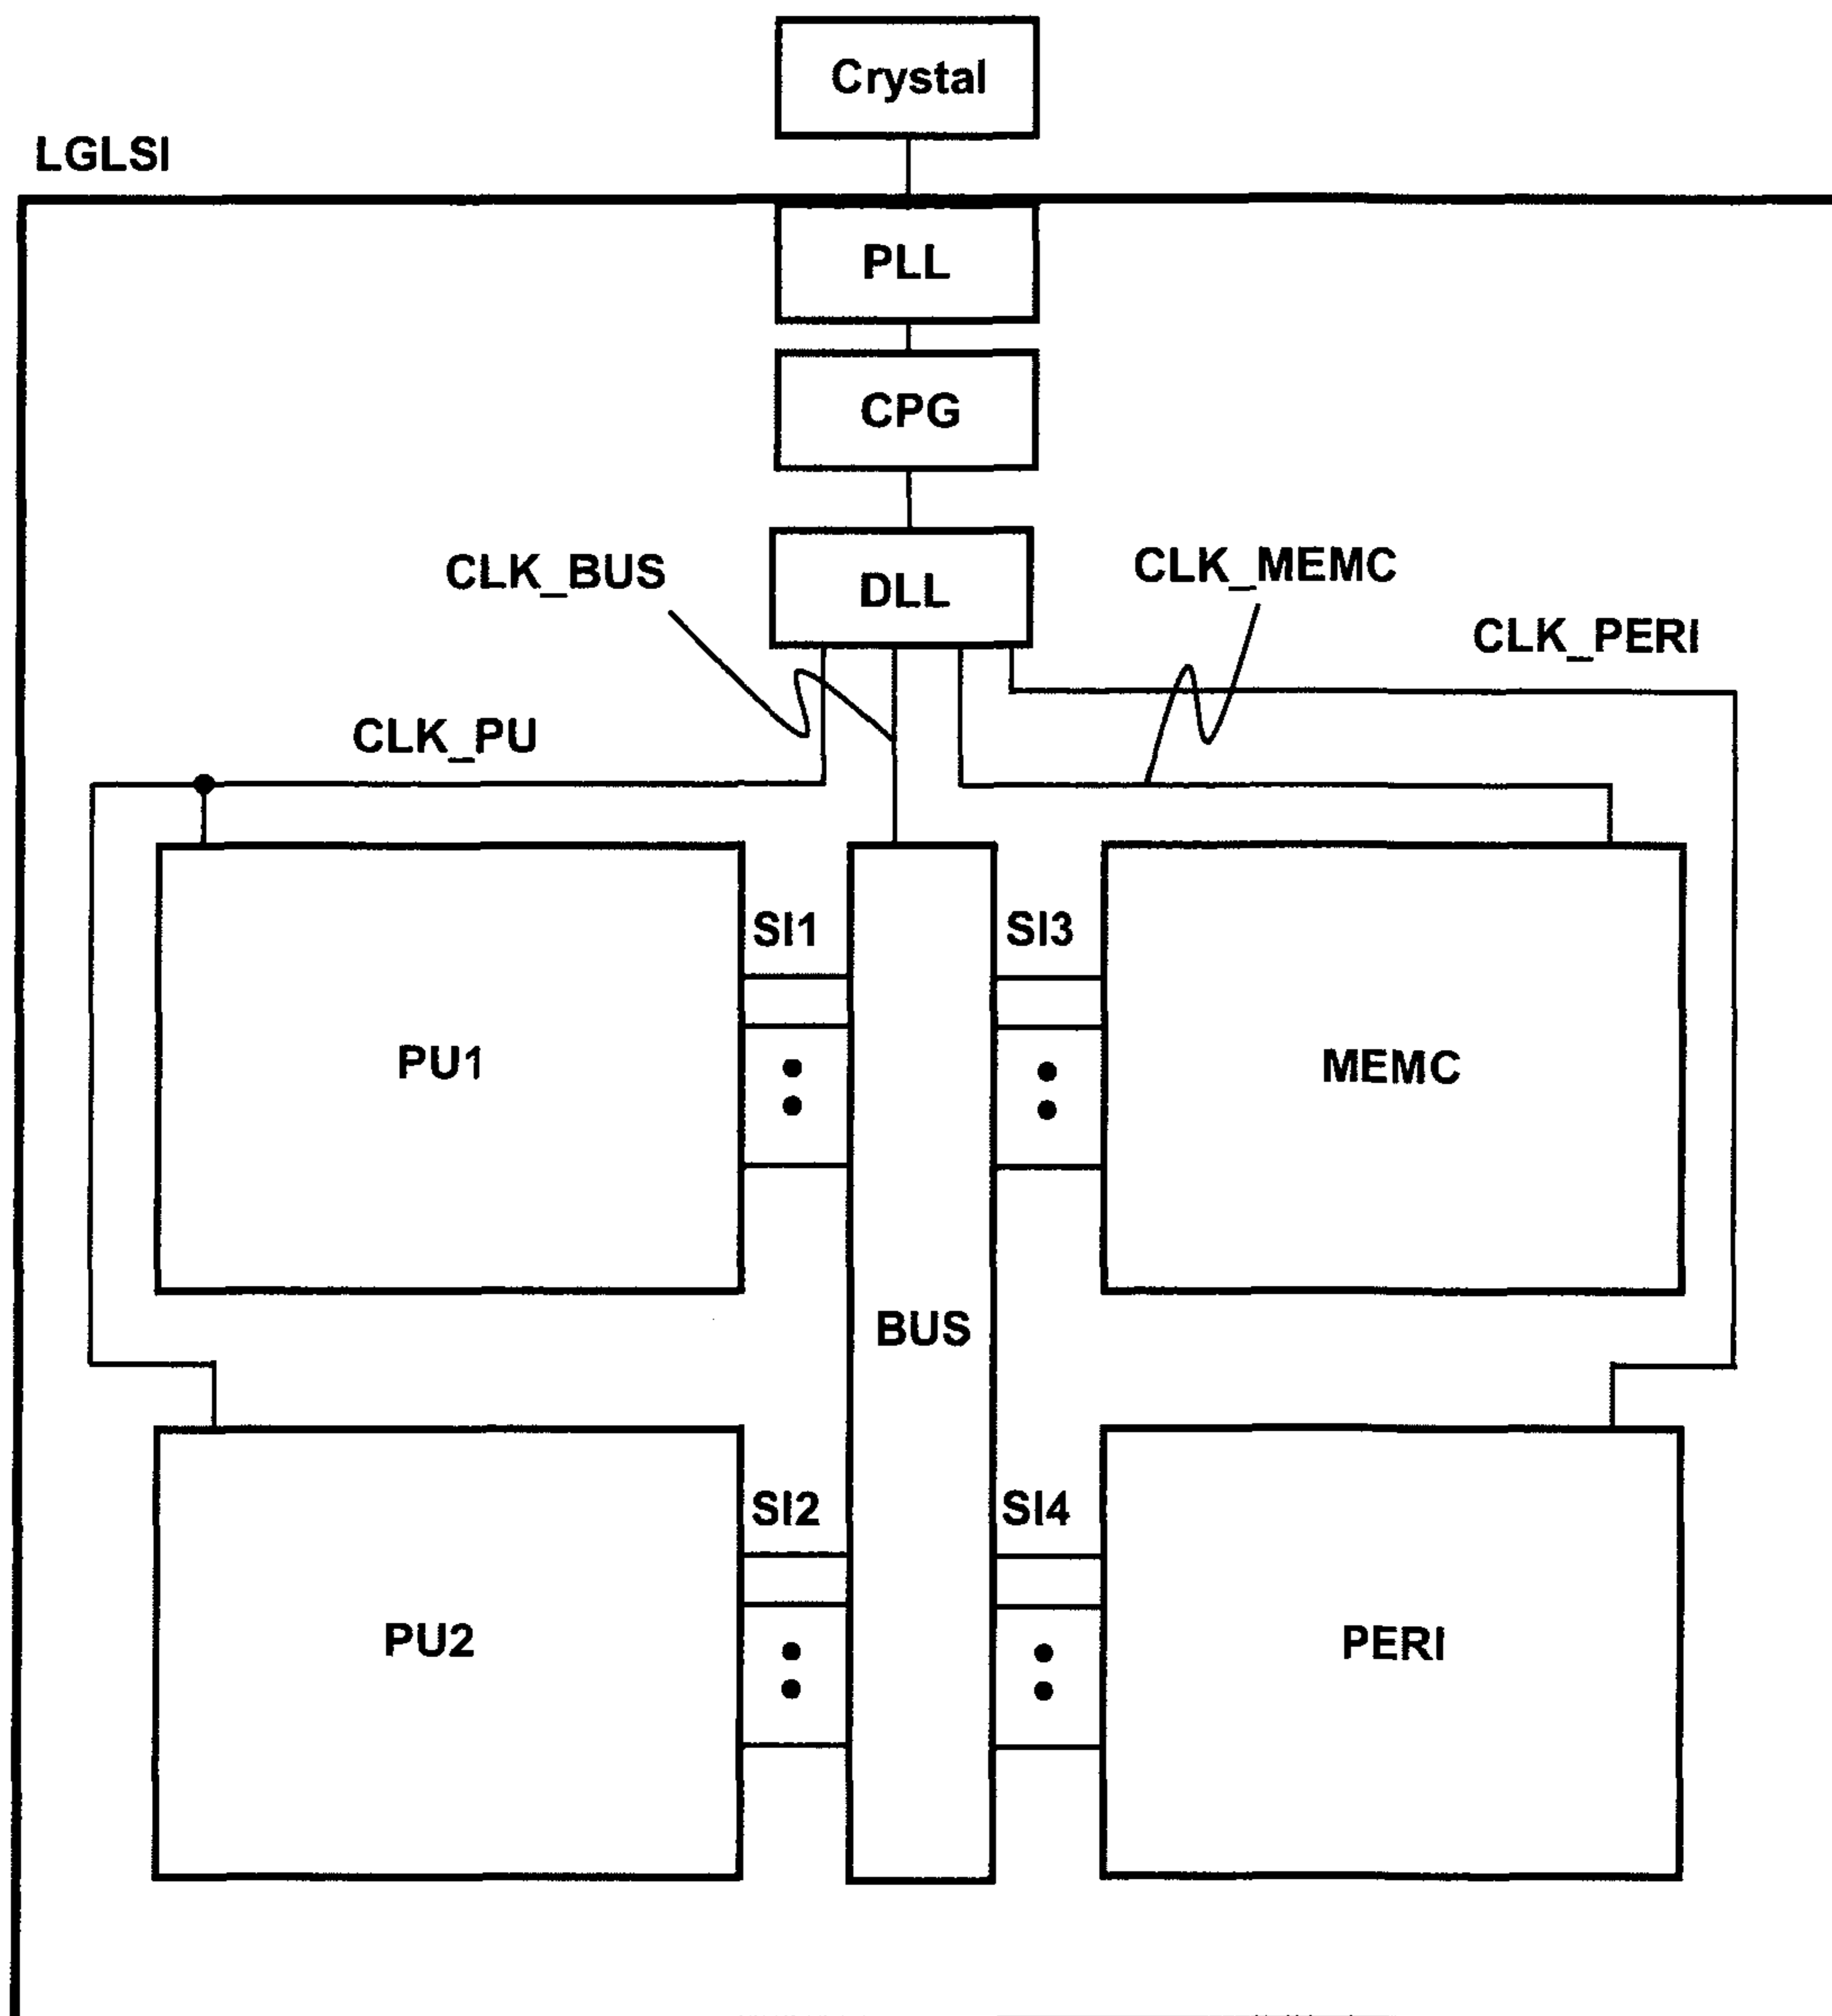 Crystal
LGLSI
PLL
CPG
DLL
CLK_BUS
CLK_MEMC
CLK_PERI
CLK_PU
SI1
SI3
PU1
MEMC
BUS
SI2
SI4
PU2
PERI